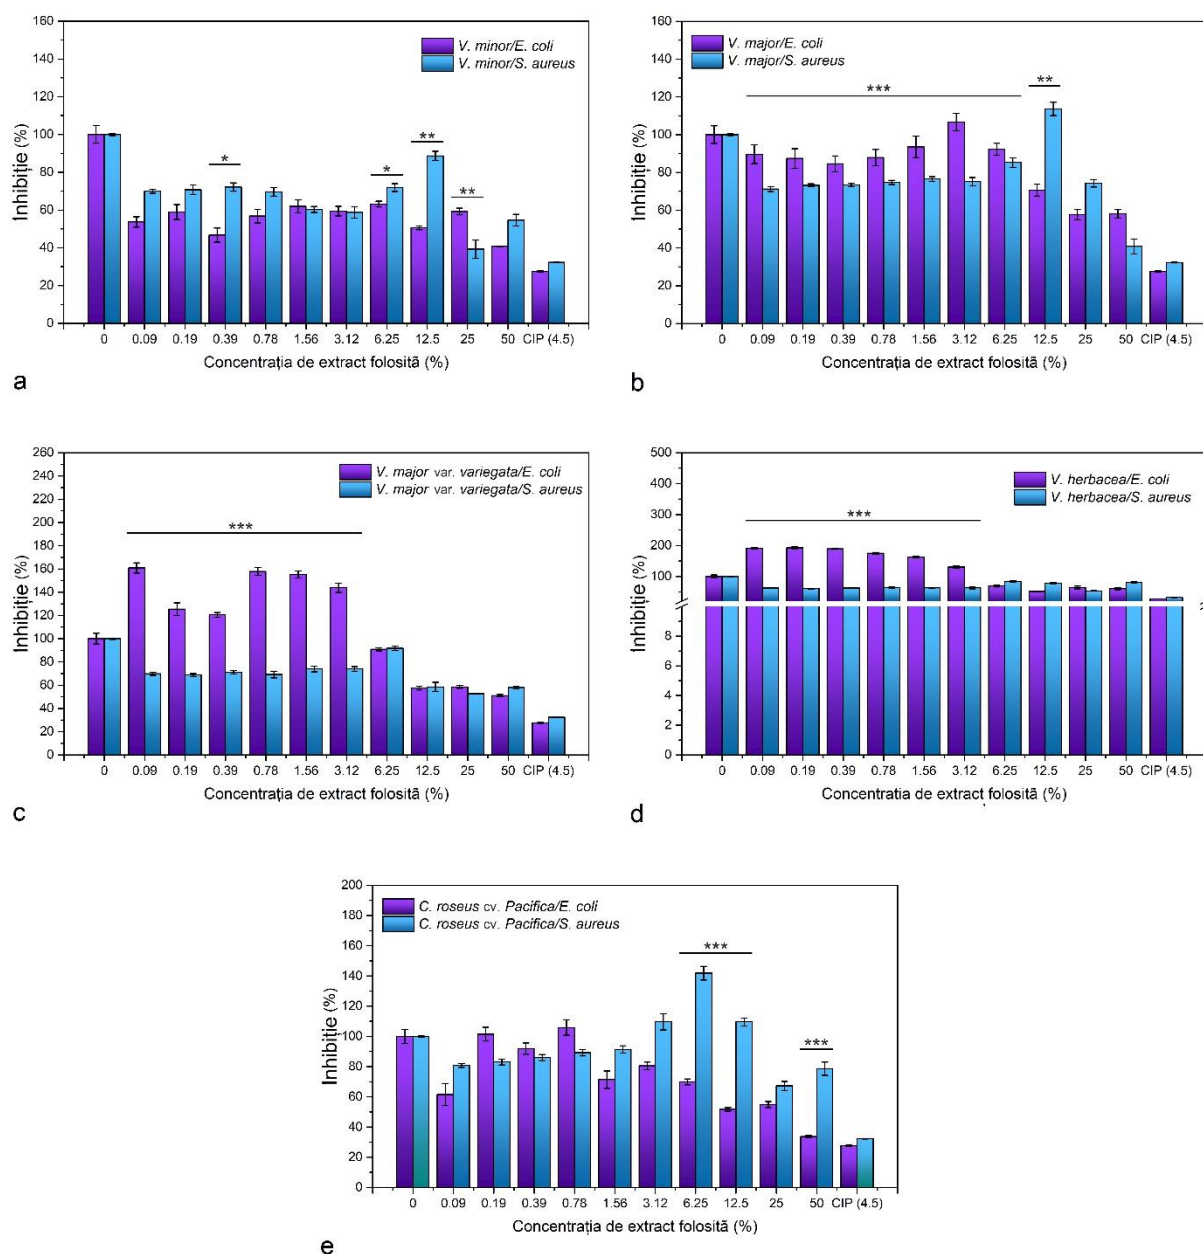 160
140
120
100
80
60
40
20
0
Inhibiție (%)
V. minor/E. coli
V. minor/S. aureus
*
*
**
**
0 0.09 0.19 0.39 0.78 1.56 3.12 6.25 12.5 25 50 CIP (4.5)
Concentrația de extract folosită (%)
a
160
140
120
100
80
60
40
20
0
Inhibiție (%)
V. major/E. coli
V. major/S. aureus
***
**
0 0.09 0.19 0.39 0.78 1.56 3.12 6.25 12.5 25 50 CIP (4.5)
Concentrația de extract folosită (%)
b
260
240
220
200
180
160
140
120
100
80
60
40
20
0
Inhibiție (%)
V. major var. variegata/E. coli
V. major var. variegata/S. aureus
***
0 0.09 0.19 0.39 0.78 1.56 3.12 6.25 12.5 25 50 CIP (4.5)
Concentrația de extract folosită (%)
c
500
400
300
200
100
8
6
4
2
0
Inhibiție (%)
V. herbacea/E. coli
V. herbacea/S. aureus
***
0 0.09 0.19 0.39 0.78 1.56 3.12 6.25 12.5 25 50 CIP (4.5)
Concentrația de extract folosită (%)
d
200
180
160
140
120
100
80
60
40
20
0
Inhibiție (%)
C. roseus cv. Pacifica/E. coli
C. roseus cv. Pacifica/S. aureus
***
***
0 0.09 0.19 0.39 0.78 1.56 3.12 6.25 12.5 25 50 CIP (4.5)
Concentrația de extract folosită (%)
e